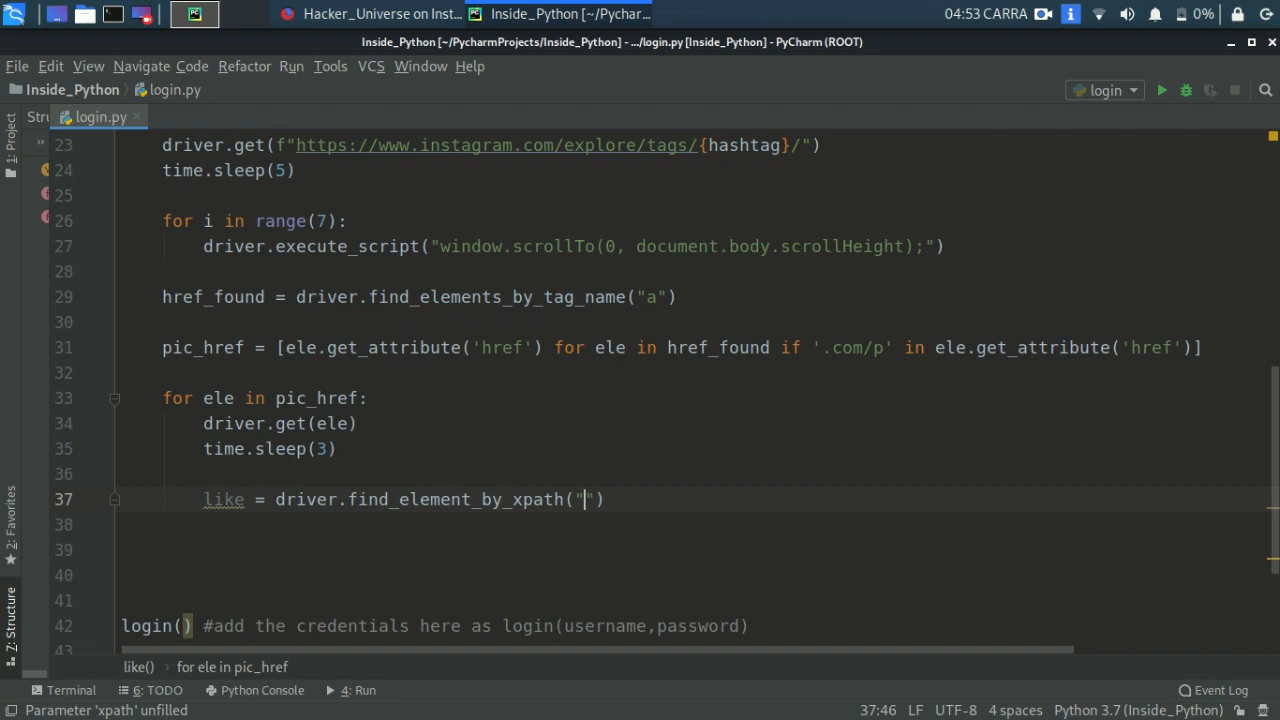 Hacker_Universe on Inst...
Inside_Python [~/Pychar...
04:53 CARRA
0%
Inside_Python [~/PycharmProjects/Inside_Python] - .../login.py [Inside_Python] - PyCharm (ROOT)
File Edit View Navigate Code Refactor Run Tools VCS Window Help
Inside_Python login.py
login
Stru login.py
1: Project
23 driver.get(f"https://www.instagram.com/explore/tags/{hashtag}/")
24 time.sleep(5)
25
26 for i in range(7):
27 driver.execute_script("window.scrollTo(0, document.body.scrollHeight);")
28
29 href_found = driver.find_elements_by_tag_name("a")
30
31 pic_href = [ele.get_attribute('href') for ele in href_found if '.com/p' in ele.get_attribute('href')]
32
33 for ele in pic_href:
34 driver.get(ele)
35 time.sleep(3)
36
37 like = driver.find_element_by_xpath("")
38
39
40
41
42 login() #add the credentials here as login(username,password)
43
2: Favorites
7: Structure
like() for ele in pic_href
Terminal 6: TODO Python Console 4: Run Event Log
Parameter 'xpath' unfilled 37:46 LF UTF-8 4 spaces Python 3.7 (Inside_Python)